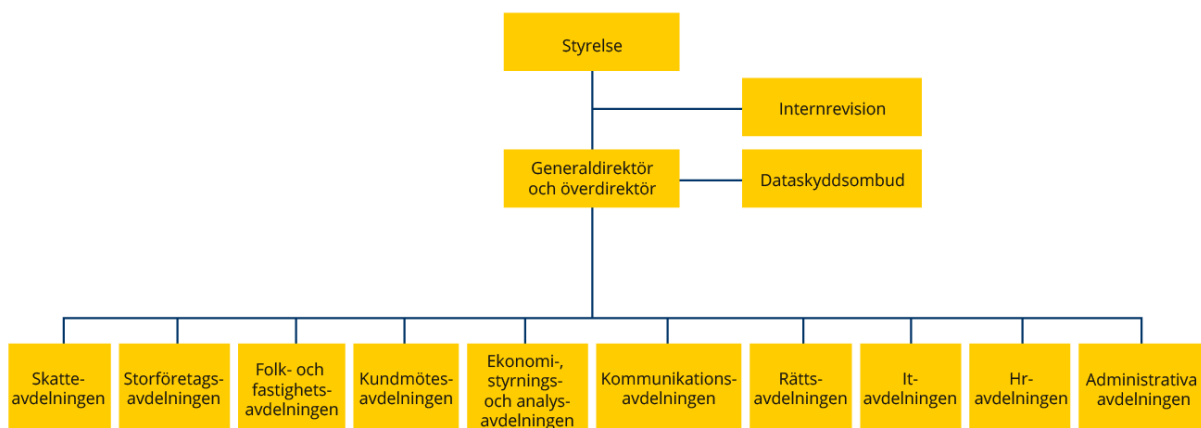 Styrelse
Internrevision
Generaldirektör
och överdirektör
Dataskyddsombud
Skatte-
avdelningen
Storföretags-
avdelningen
Folk- och
fastighets-
avdelningen
Kundmötes-
avdelningen
Ekonomi-,
styrnings-
och analys-
avdelningen
Kommunikations-
avdelningen
Rätts-
avdelningen
It-
avdelningen
Hr-
avdelningen
Administrativa
avdelningen